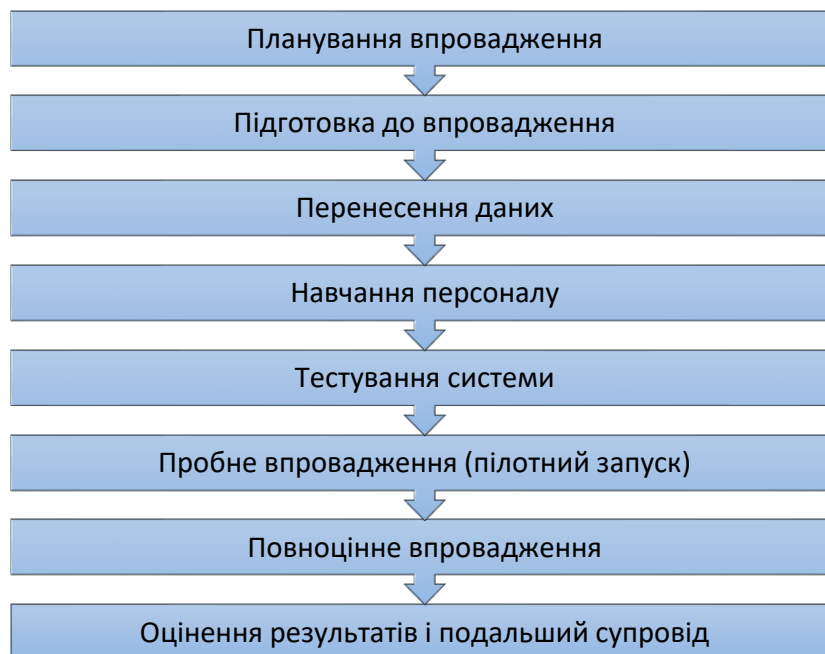 Планування впровадження
Підготовка до впровадження
Перенесення даних
Навчання персоналу
Тестування системи
Пробне впровадження (пілотний запуск)
Повноцінне впровадження
Оцінення результатів і подальший супровід